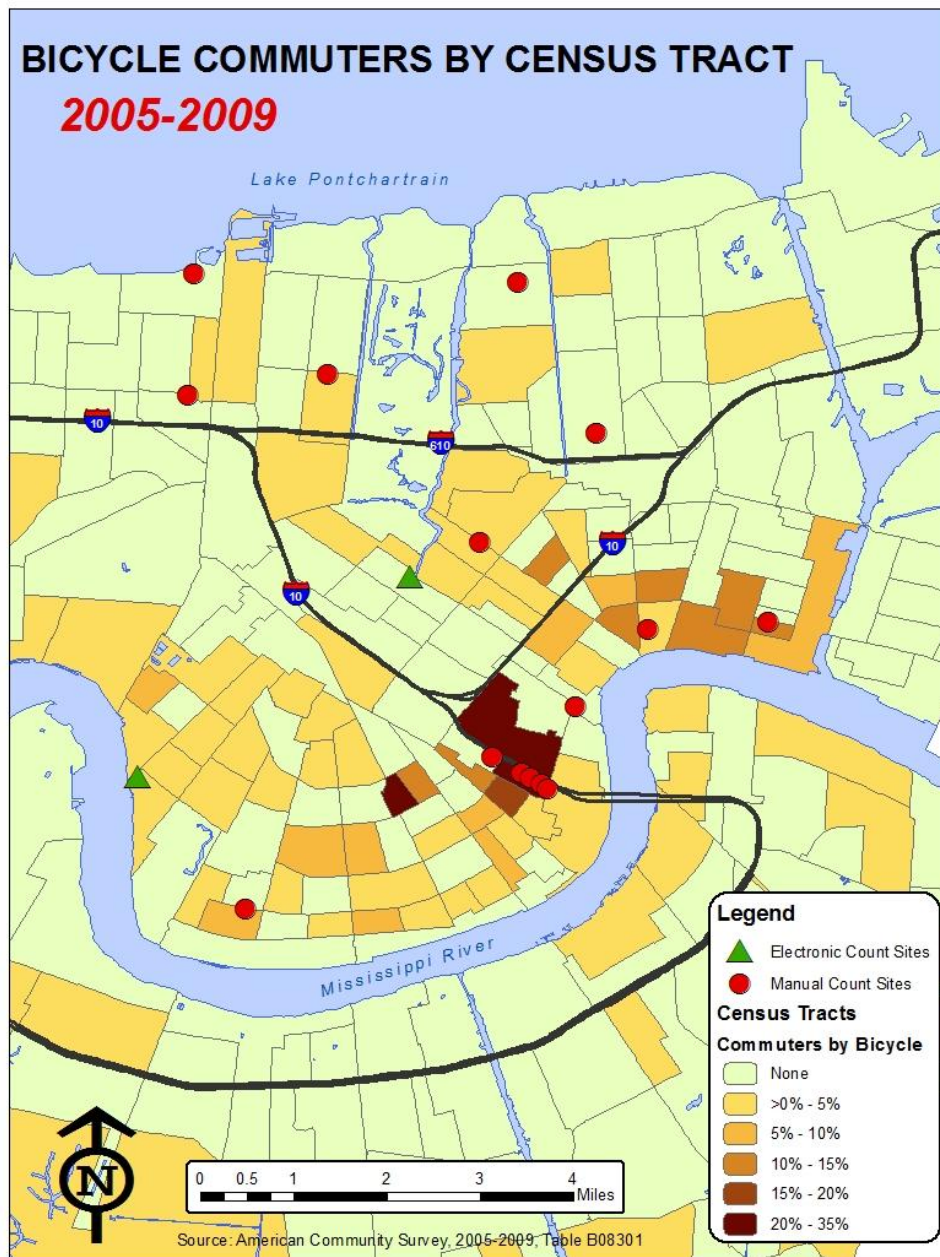 BICYCLE COMMUTERS BY CENSUS TRACT
2005-2009
Lake Pontchartrain
10
610
10
10
Mississippi River
Legend
Electronic Count Sites
Manual Count Sites
Census Tracts
Commuters by Bicycle
None
>0% - 5%
5% - 10%
10% - 15%
15% - 20%
20% - 35%
N
0 0.5 1 2 3 4
Miles
Source: American Community Survey, 2005-2009, Table B08301